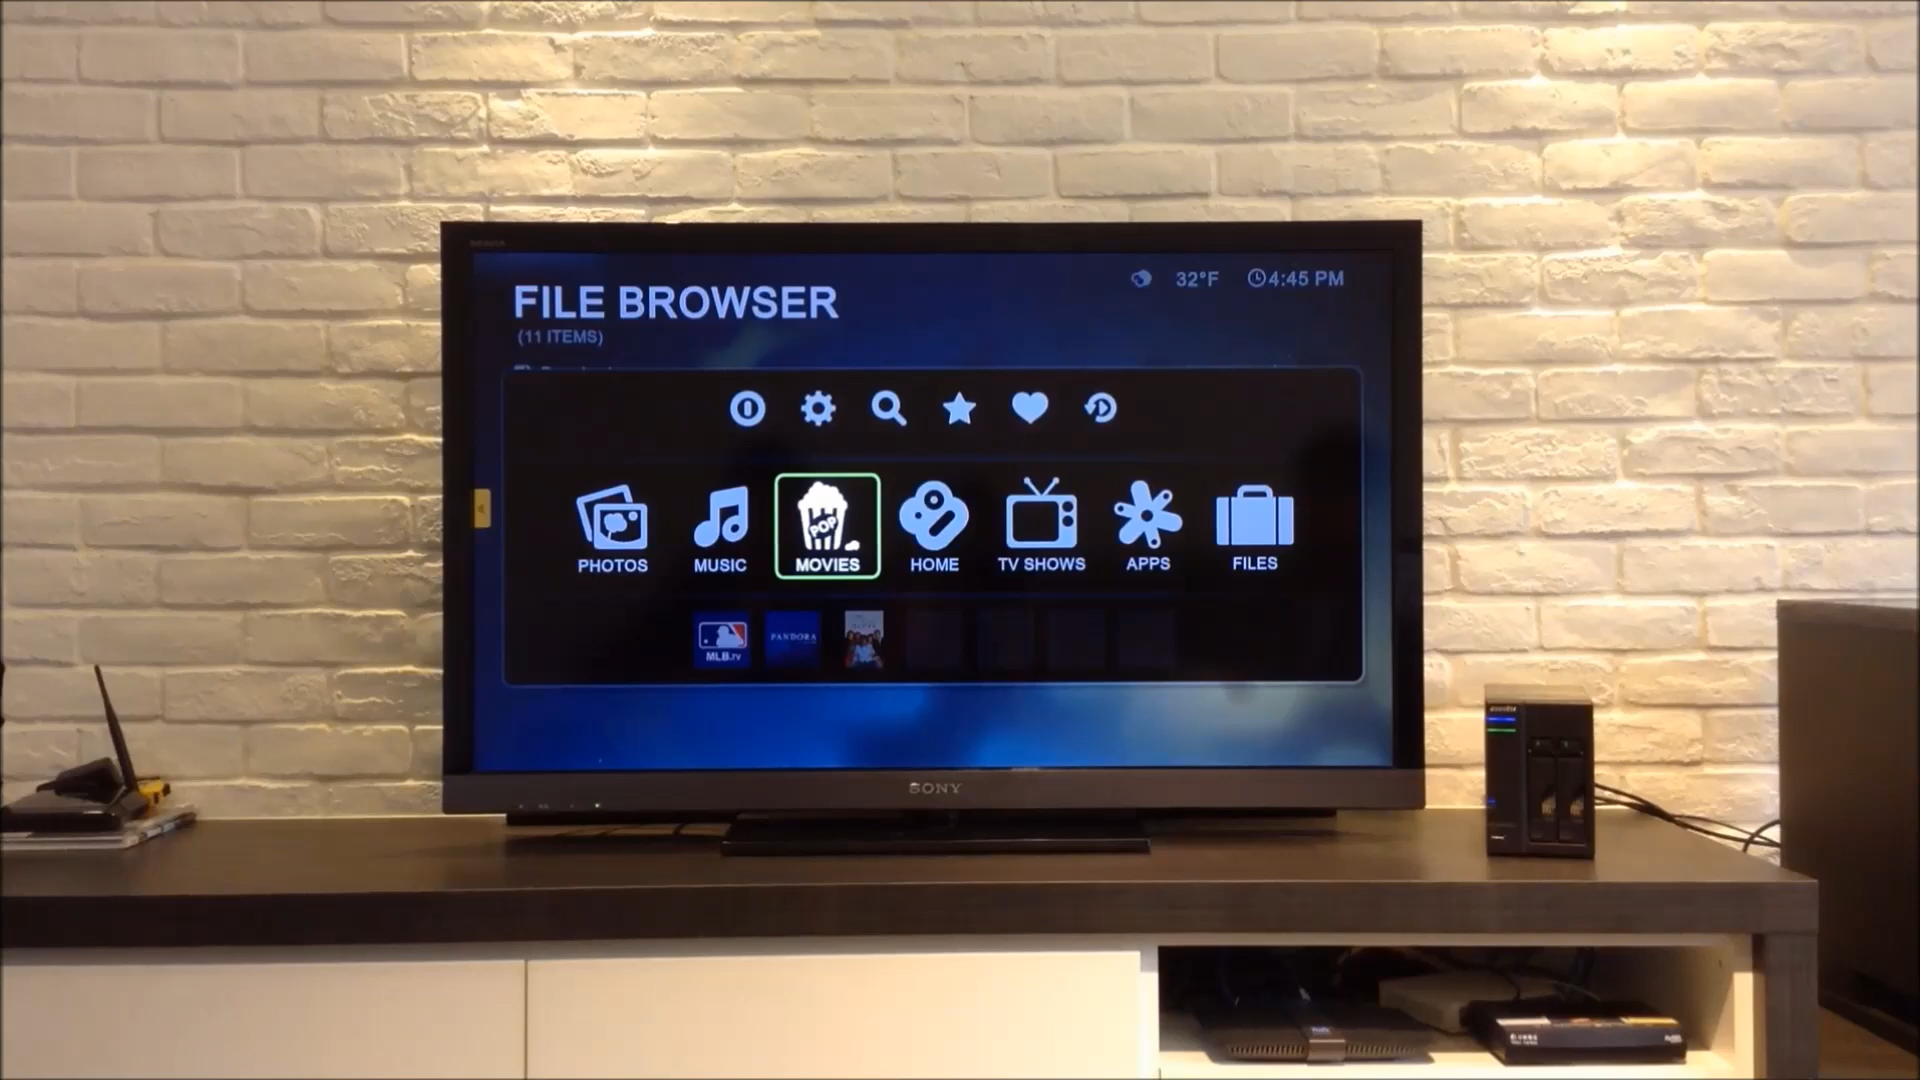 32°F 4:45 PM
FILE BROWSER
(11 ITEMS)
POP
PHOTOS MUSIC MOVIES HOME TV SHOWS APPS FILES
MLB.TV PANDORA
SONY